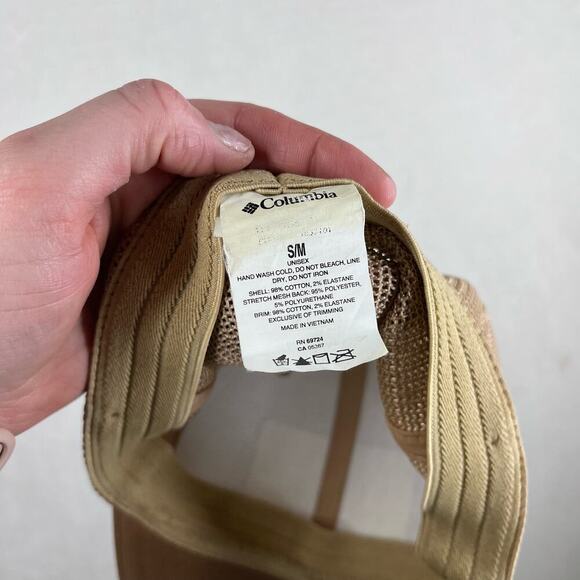 Columbia
S/M
UNISEX
HAND WASH COLD, DO NOT BLEACH, LINE
DRY, DO NOT IRON
SHELL: 98% COTTON, 2% ELASTANE
STRETCH MESH BACK: 95% POLYESTER,
5% POLYURETHANE
BRIM: 98% COTTON, 2% ELASTANE
EXCLUSIVE OF TRIMMING
MADE IN VIETNAM
RN 69724
CA 05367